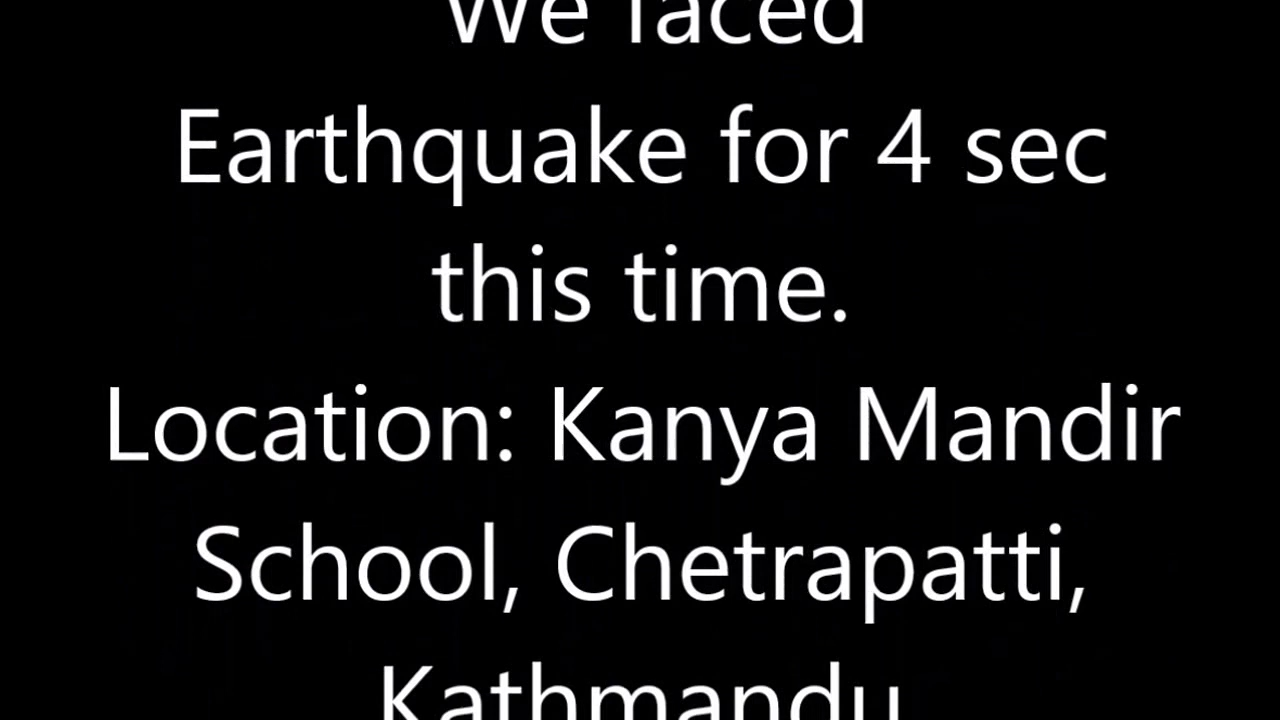 We faced
Earthquake for 4 sec
this time.
Location: Kanya Mandir
School, Chetrapatti,
Kathmandu